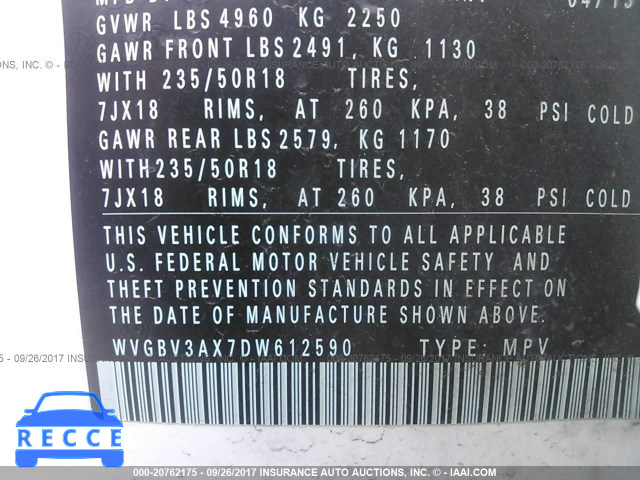 GVWR LBS 4960 KG 2250
GAWR FRONT LBS 2491, KG 1130
WITH 235/50R18 TIRES,
7JX18 RIMS, AT 260 KPA, 38 PSI COLD
GAWR REAR LBS 2579, KG 1170
WITH 235/50R18 TIRES,
7JX18 RIMS, AT 260 KPA, 38 PSI COLD
THIS VEHICLE CONFORMS TO ALL APPLICABLE
U.S. FEDERAL MOTOR VEHICLE SAFETY AND
THEFT PREVENTION STANDARDS IN EFFECT ON
THE DATE OF MANUFACTURE SHOWN ABOVE.
WVGBV3AX7DW612590 TYPE: MPV
RECCE
000-20762175 - 09/26/2017 INSURANCE AUTO AUCTIONS, INC. - © IAAI.COM